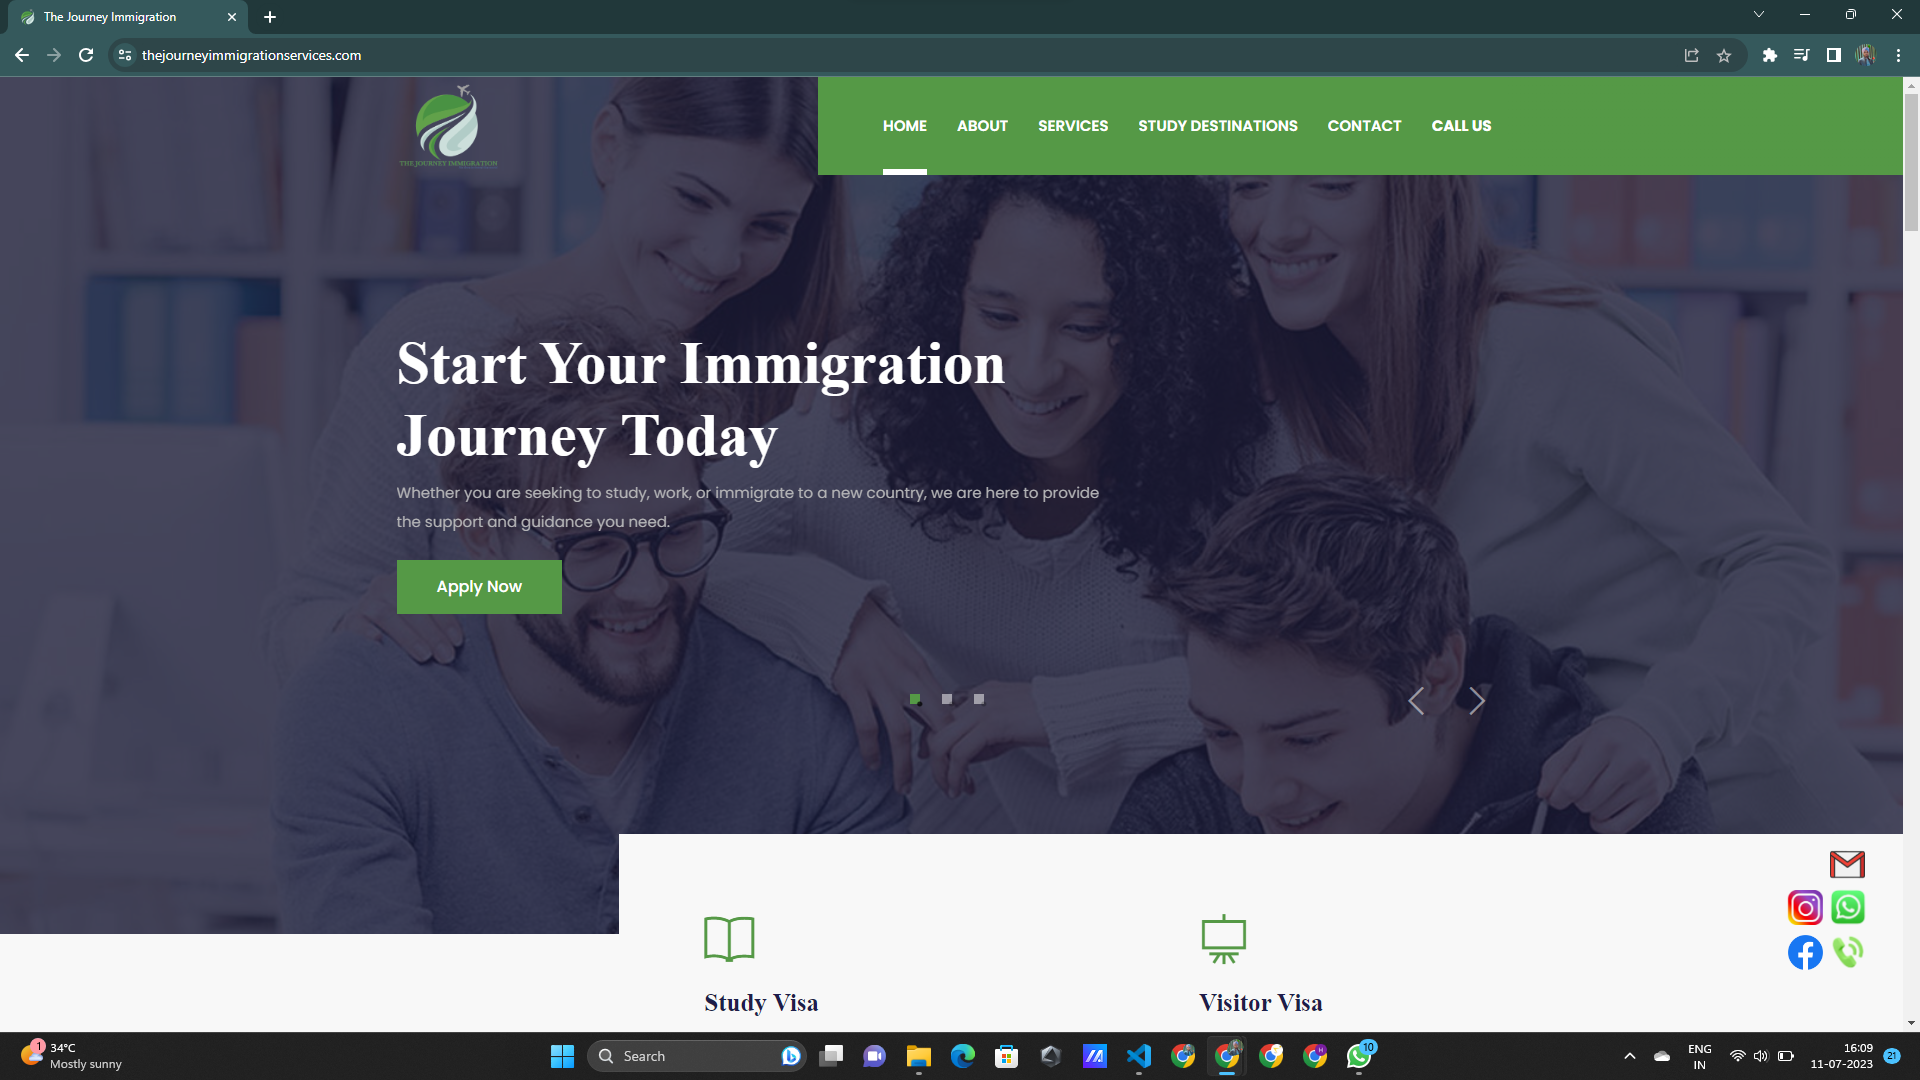 The Journey Immigration
thejourneyimmigrationservices.com
THE JOURNEY IMMIGRATION
HOME ABOUT SERVICES STUDY DESTINATIONS CONTACT CALL US
Start Your Immigration
Journey Today
Whether you are seeking to study, work, or immigrate to a new country, we are here to provide
the support and guidance you need.
Apply Now
Study Visa
Visitor Visa
1
34°C
Mostly sunny
Search
10
ENG
IN
16:09
11-07-2023
21